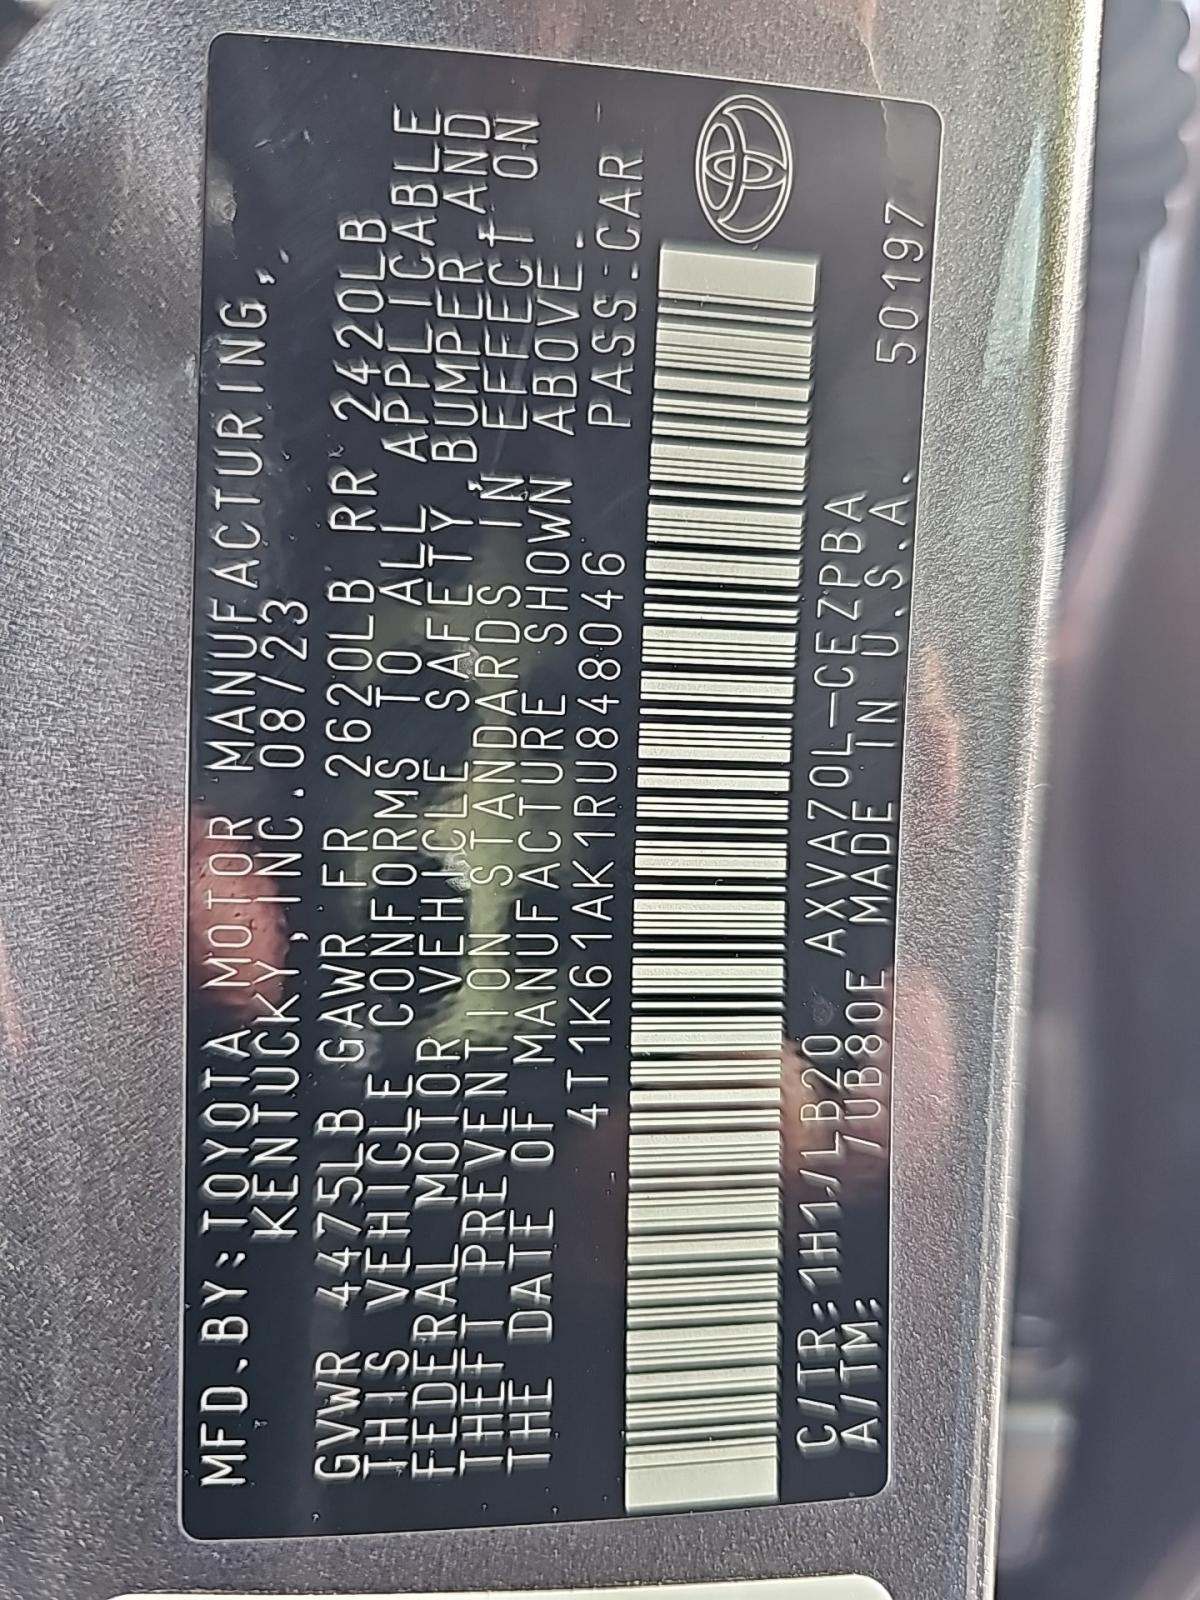 MFD.BY:TOYOTA MOTOR MANUFACTURING,
KENTUCKY, INC. 08/23
GVWR 4475LB GAWR FR 2620LB RR 2420LB
THIS VEHICLE CONFORMS TO ALL APPLICABLE
FEDERAL MOTOR VEHICLE SAFETY BUMPER AND
THEFT PREVENTION STANDARDS IN EFFECT ON
THE DATE OF MANUFACTURE SHOWN ABOVE.
4T1K61AK1RU848046 PASS.CAR
C/TR:1H1/LB20 AXVA70L-CEZPBA
A/TM: 7UB80E MADE IN U.S.A. 50197